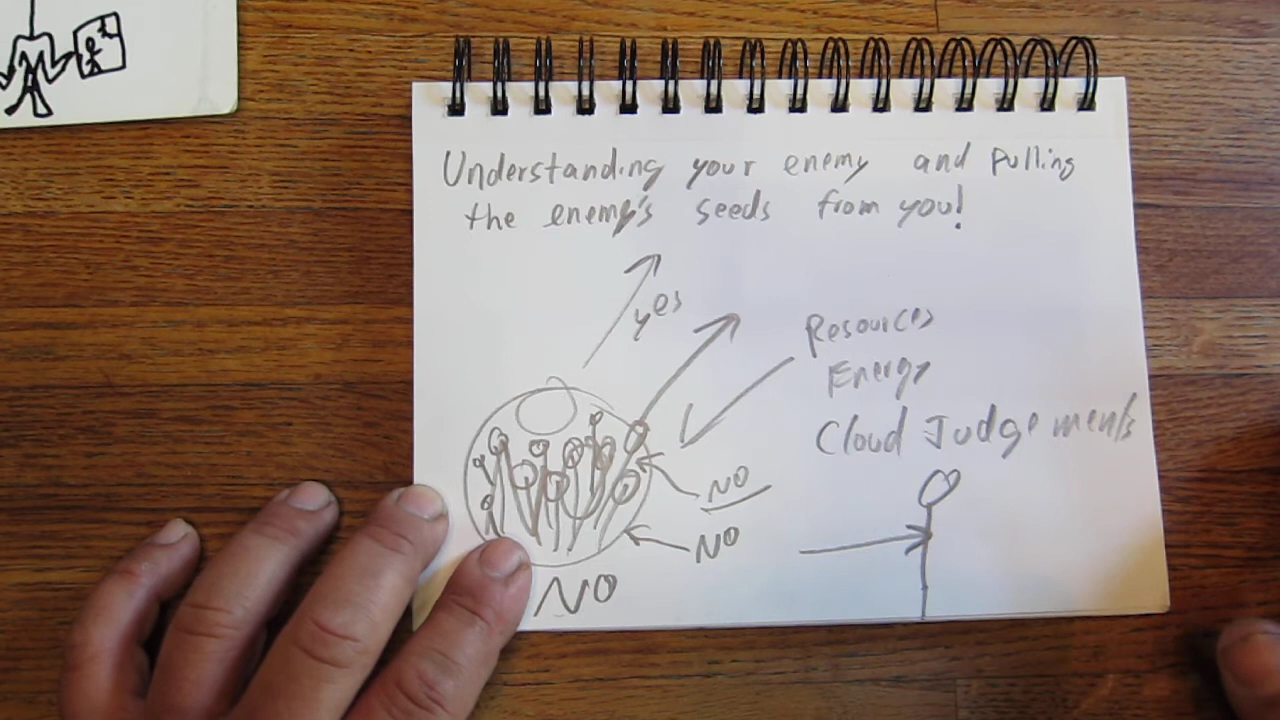 Understanding your enemy and pulling
the enemy's seeds from you!
yes
Resources
Energy
Cloud Judgements
NO
NO
NO